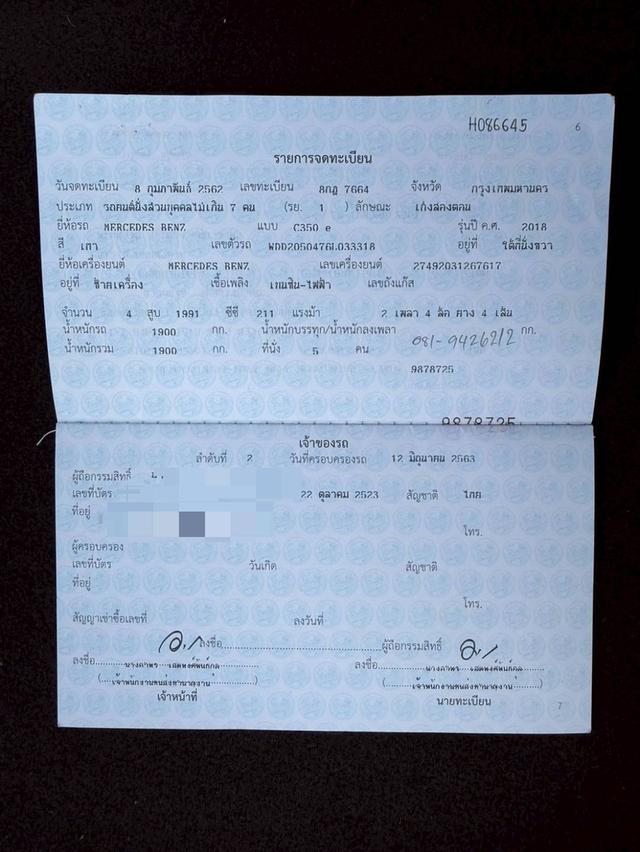 H086645 6
รายการจดทะเบียน
วันจดทะเบียน 8 กุมภาพันธ์ 2562 เลขทะเบียน 8กฎ 7664 จังหวัด กรุงเทพมหานคร
ประเภท รถยนต์นั่งส่วนบุคคลไม่เกิน 7 คน (รย. 1 ) ลักษณะ เก๋งสองตอน
ยี่ห้อรถ MERCEDES BENZ แบบ C350 e รุ่นปี ค.ศ. 2018
สี เทา เลขตัวรถ WDD2050476L033318 อยู่ที่ ใต้ที่นั่งขวา
ยี่ห้อเครื่องยนต์ MERCEDES BENZ เลขเครื่องยนต์ 27492031267617
อยู่ที่ ซ้ายเครื่อง เชื้อเพลิง เบนซิน-ไฟฟ้า เลขถังแก๊ส
จำนวน 4 สูบ 1991 ซีซี 211 แรงม้า 2 เพลา 4 ล้อ ยาง 4 เส้น
น้ำหนักรถ 1900 กก. น้ำหนักบรรทุก/น้ำหนักลงเพลา กก.
น้ำหนักรวม 1900 กก. ที่นั่ง 5 คน 081-9426212
9878725
9878725
เจ้าของรถ
ลำดับที่ 2 วันที่ครอบครองรถ 12 มิถุนายน 2563
ผู้ถือกรรมสิทธิ์
เลขที่บัตร 22 ตุลาคม 2523 สัญชาติ ไทย
ที่อยู่
โทร.
ผู้ครอบครอง
เลขที่บัตร วันเกิด สัญชาติ
ที่อยู่
โทร.
สัญญาเช่าซื้อเลขที่ ลงวันที่
ลงชื่อ ผู้ถือกรรมสิทธิ์
ลงชื่อ ลงชื่อ
เจ้าหน้าที่ นายทะเบียน
7